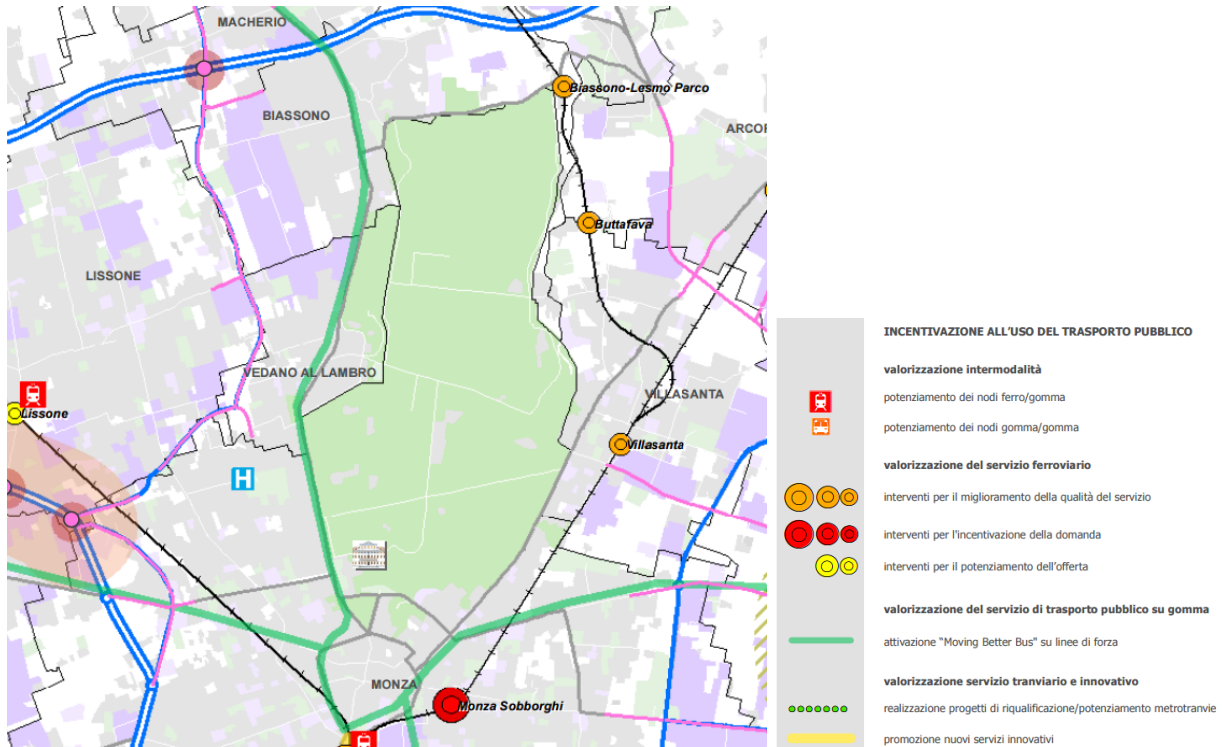 MACHERIO
Biassono-Lesmo Parco
BIASSONO
Buttafava
LISSONE
VEDANO AL LAMBRO
VILLASANTA
Lissone
Villasanta
H
MONZA
Monza Sobborghi
INCENTIVAZIONE ALL'USO DEL TRASPORTO PUBBLICO
valorizzazione intermodalità
potenziamento dei nodi ferro/gomma
potenziamento dei nodi gomma/gomma
valorizzazione del servizio ferroviario
interventi per il miglioramento della qualità del servizio
interventi per l'incentivazione della domanda
interventi per il potenziamento dell'offerta
valorizzazione del servizio di trasporto pubblico su gomma
attivazione "Moving Better Bus" su linee di forza
valorizzazione servizio tranviario e innovativo
realizzazione progetti di riqualificazione/potenziamento metrotranvie
promozione nuovi servizi innovativi